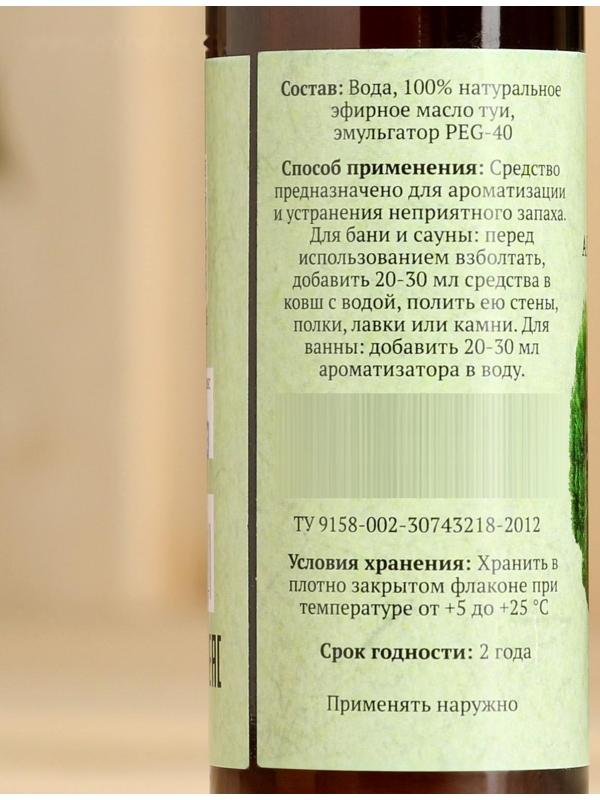 Состав: Вода, 100% натуральное
эфирное масло туи,
эмульгатор PEG-40
Способ применения: Средство
предназначено для ароматизации
и устранения неприятного запаха.
Для бани и сауны: перед
использованием взболтать,
добавить 20-30 мл средства в
ковш с водой, полить ею стены,
полки, лавки или камни. Для
ванны: добавить 20-30 мл
ароматизатора в воду.
ТУ 9158-002-30743218-2012
Условия хранения: Хранить в
плотно закрытом флаконе при
температуре от +5 до +25 °С
Срок годности: 2 года
Применять наружно
EAC